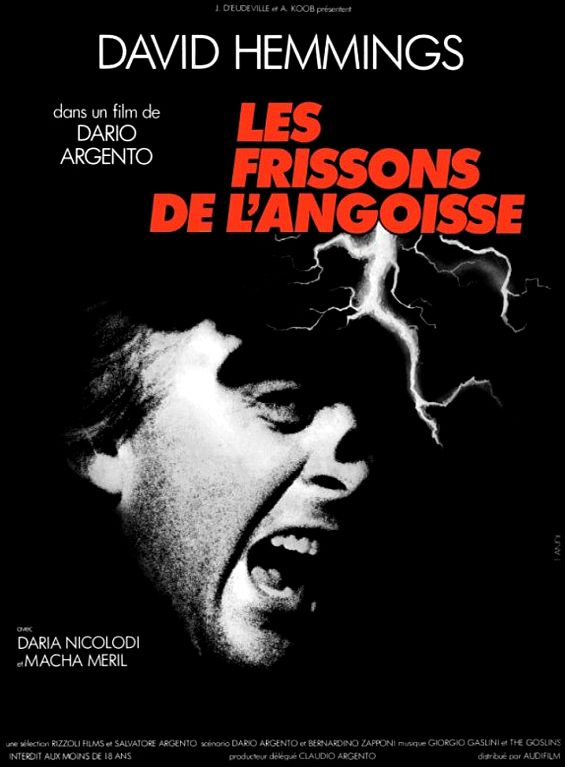 J. D'EUDEVILLE et A. KOOB présentent
DAVID HEMMINGS
dans un film de
DARIO
ARGENTO
LES
FRISSONS
DE L'ANGOISSE
avec
DARIA NICOLODI
et MACHA MERIL
une sélection RIZZOLI FILMS et SALVATORE ARGENTO scénario DARIO ARGENTO et BERNARDINO ZAPPONI musique GIORGIO GASLINI et THE GOSLINS
INTERDIT AUX MOINS DE 18 ANS producteur délégué CLAUDIO ARGENTO distribué par AUDIFILM